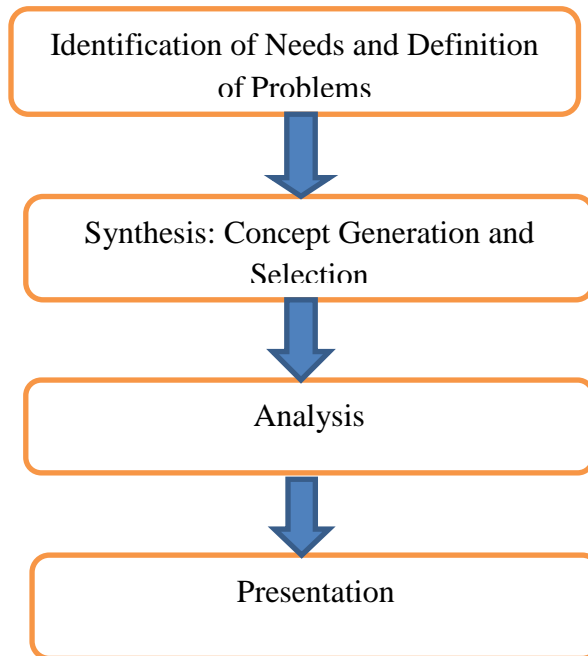 Identification of Needs and Definition
of Problems
Synthesis: Concept Generation and
Selection
Analysis
Presentation